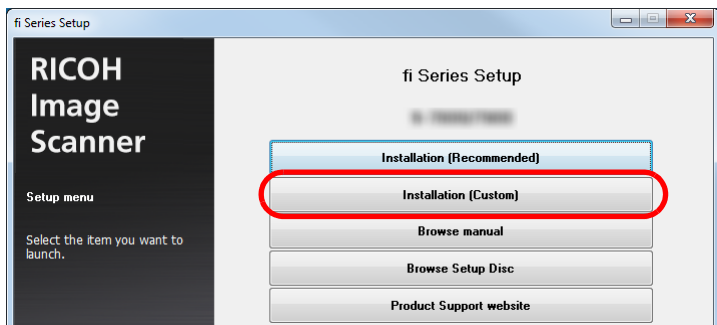 fi Series Setup
RICOH
Image
Scanner
Setup menu
Select the item you want to
launch.
fi Series Setup
Installation (Recommended)
Installation (Custom)
Browse manual
Browse Setup Disc
Product Support website